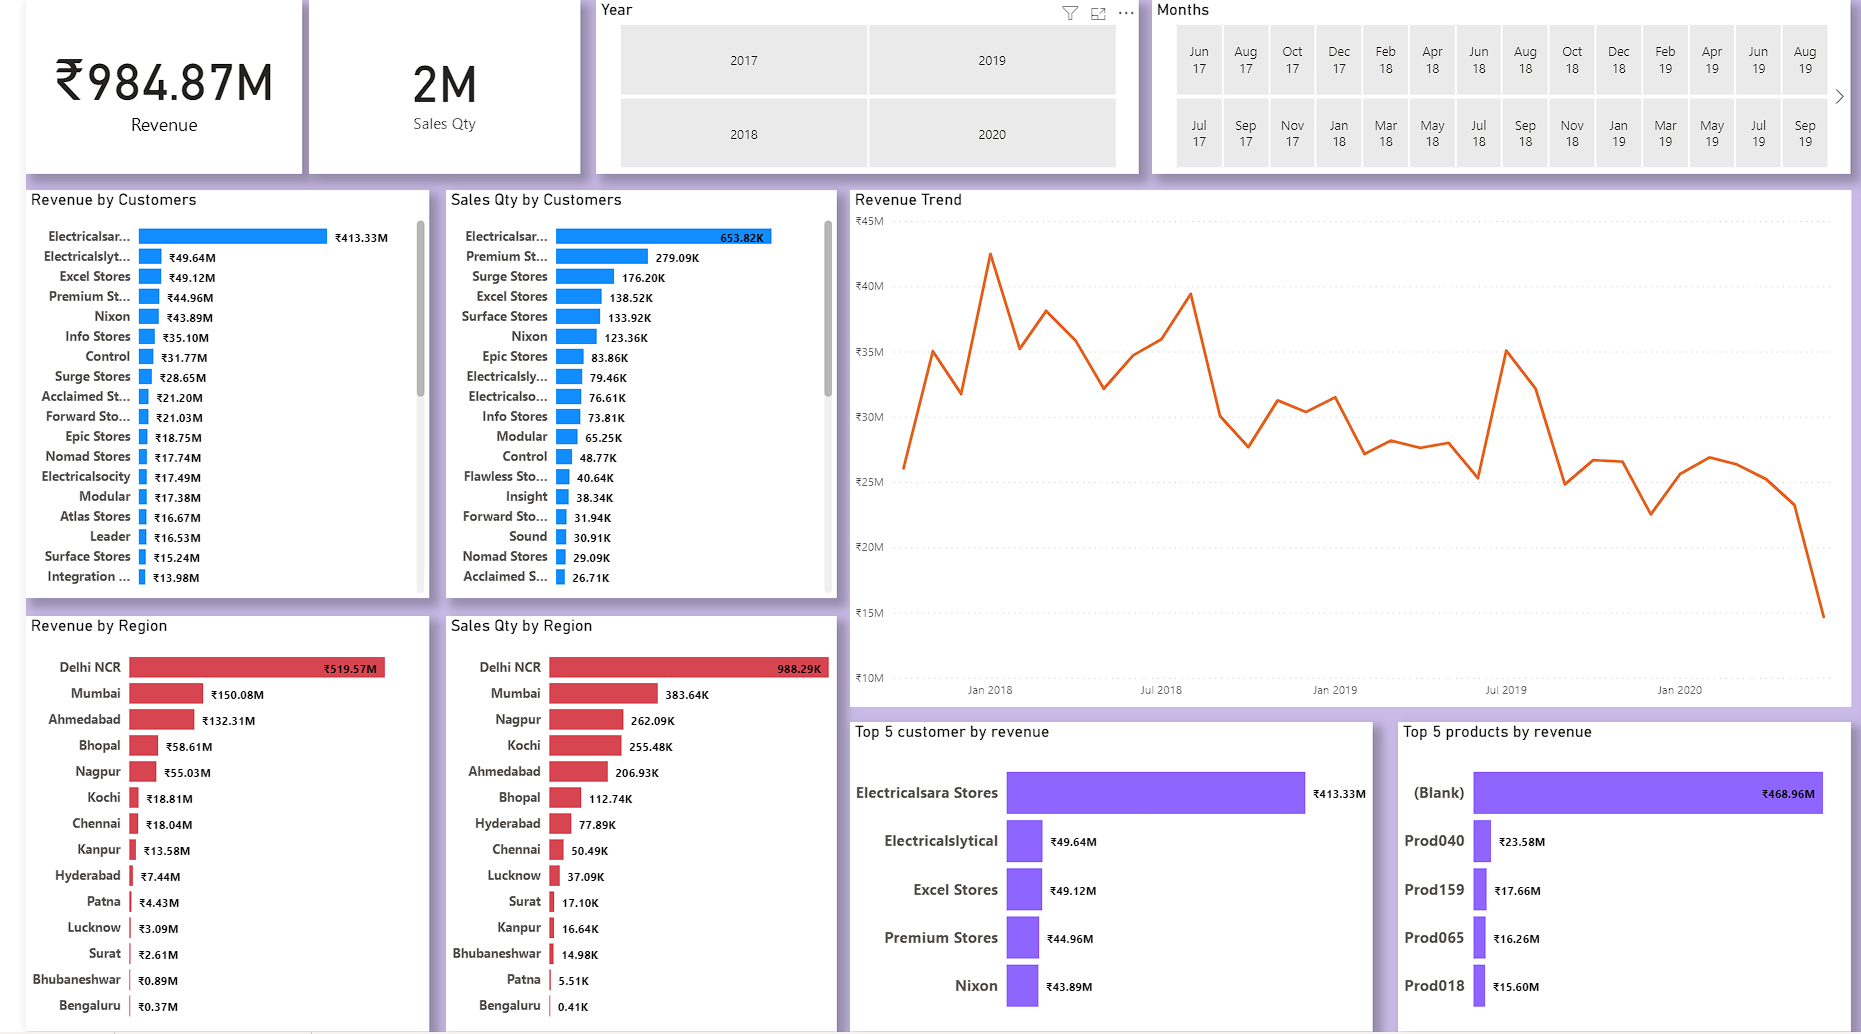 ₹984.87M
Revenue
2M
Sales Qty
Year
2017
2019
2018
2020
Months
Jun 17
Aug 17
Oct 17
Dec 17
Feb 18
Apr 18
Jun 18
Aug 18
Oct 18
Dec 18
Feb 19
Apr 19
Jun 19
Aug 19
Jul 17
Sep 17
Nov 17
Jan 18
Mar 18
May 18
Jul 18
Sep 18
Nov 18
Jan 19
Mar 19
May 19
Jul 19
Sep 19
Revenue by Customers
Electricalsar... ₹413.33M
Electricalslyt... ₹49.64M
Excel Stores ₹49.12M
Premium St... ₹44.96M
Nixon ₹43.89M
Info Stores ₹35.10M
Control ₹31.77M
Surge Stores ₹28.65M
Acclaimed St... ₹21.20M
Forward Sto... ₹21.03M
Epic Stores ₹18.75M
Nomad Stores ₹17.74M
Electricalsocity ₹17.49M
Modular ₹17.38M
Atlas Stores ₹16.67M
Leader ₹16.53M
Surface Stores ₹15.24M
Integration ... ₹13.98M
Sales Qty by Customers
Electricalsar... 653.82K
Premium St... 279.09K
Surge Stores 176.20K
Excel Stores 138.52K
Surface Stores 133.92K
Nixon 123.36K
Epic Stores 83.86K
Electricalsly... 79.46K
Electricalso... 76.61K
Info Stores 73.81K
Modular 65.25K
Control 48.77K
Flawless Sto... 40.64K
Insight 38.34K
Forward Sto... 31.94K
Sound 30.91K
Nomad Stores 29.09K
Acclaimed S... 26.71K
Revenue Trend
₹45M
₹40M
₹35M
₹30M
₹25M
₹20M
₹15M
₹10M
Jan 2018
Jul 2018
Jan 2019
Jul 2019
Jan 2020
Revenue by Region
Delhi NCR ₹519.57M
Mumbai ₹150.08M
Ahmedabad ₹132.31M
Bhopal ₹58.61M
Nagpur ₹55.03M
Kochi ₹18.81M
Chennai ₹18.04M
Kanpur ₹13.58M
Hyderabad ₹7.44M
Patna ₹4.43M
Lucknow ₹3.09M
Surat ₹2.61M
Bhubaneshwar ₹0.89M
Bengaluru ₹0.37M
Sales Qty by Region
Delhi NCR 988.29K
Mumbai 383.64K
Nagpur 262.09K
Kochi 255.48K
Ahmedabad 206.93K
Bhopal 112.74K
Hyderabad 77.89K
Chennai 50.49K
Lucknow 37.09K
Surat 17.10K
Kanpur 16.64K
Bhubaneshwar 14.98K
Patna 5.51K
Bengaluru 0.41K
Top 5 customer by revenue
Electricalsara Stores ₹413.33M
Electricalslytical ₹49.64M
Excel Stores ₹49.12M
Premium Stores ₹44.96M
Nixon ₹43.89M
Top 5 products by revenue
(Blank) ₹468.96M
Prod040 ₹23.58M
Prod159 ₹17.66M
Prod065 ₹16.26M
Prod018 ₹15.60M